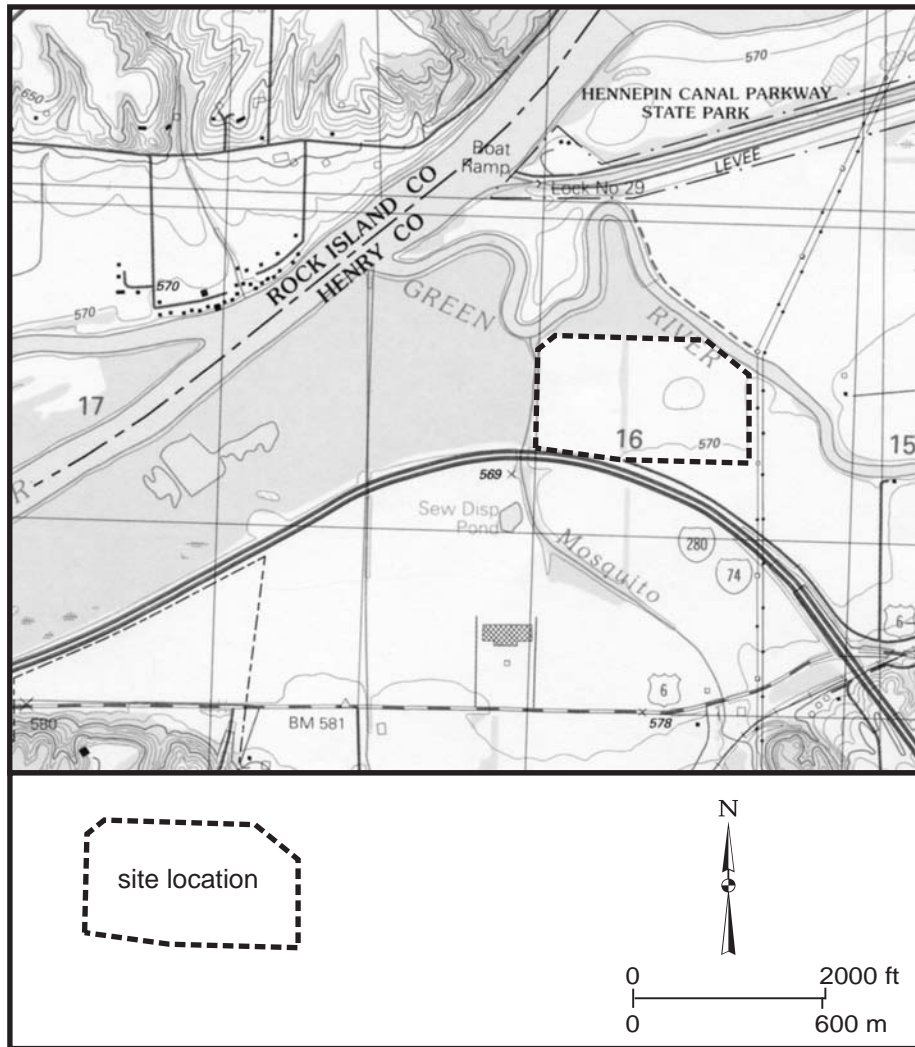 570
650
HENNEPIN CANAL PARKWAY
STATE PARK
Boat
Ramp
LEVEE
Lock No 29
ROCK ISLAND CO
HENRY CO
570
570
GREEN
RIVER
17
16
570
15
R
569
Sew Disp
Pond
Mosquito
280
74
6
6
580
BM 581
578
site location
N
0
2000 ft
0
600 m